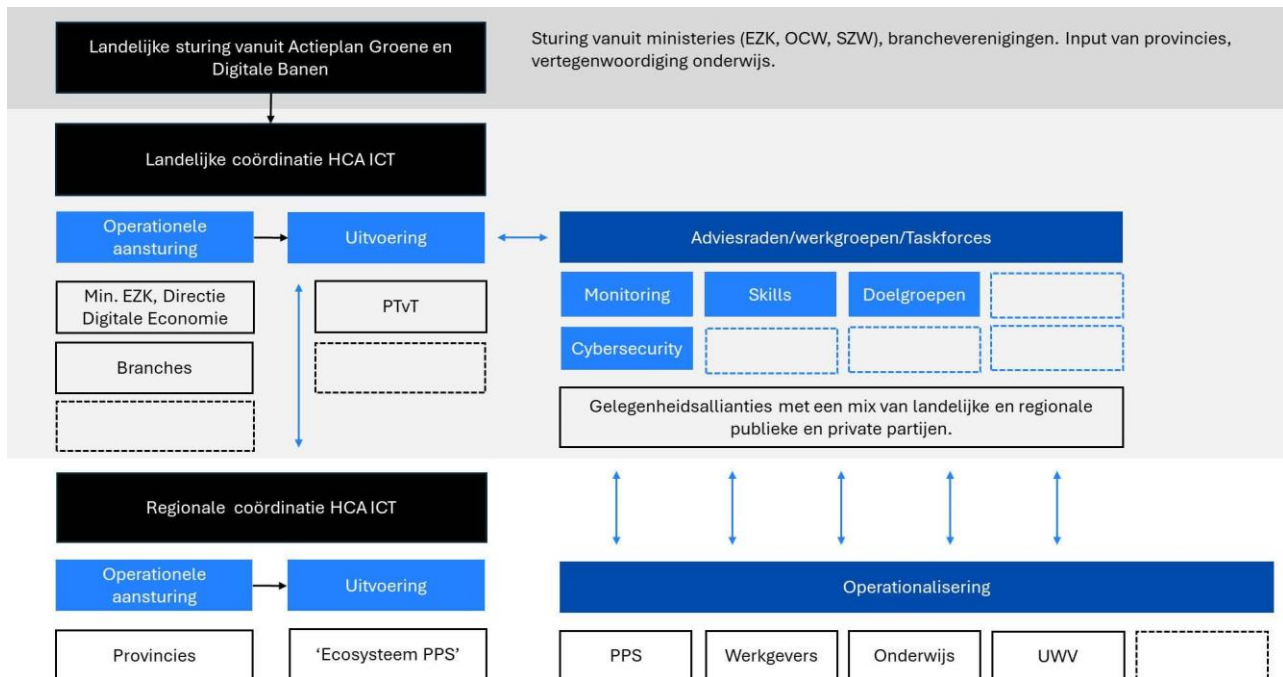 Landelijke sturing vanuit Actieplan Groene en
Digitale Banen
Sturing vanuit ministeries (EZK, OCW, SZW), brancheverenigingen. Input van provincies,
vertegenwoordiging onderwijs.
Landelijke coördinatie HCA ICT
Operationele
aansturing
Uitvoering
Adviesraden/werkgroepen/Taskforces
Min. EZK, Directie
Digitale Economie
PTvT
Monitoring
Skills
Doelgroepen
Branches
Cybersecurity
Gelegenheidsallianties met een mix van landelijke en regionale
publieke en private partijen.
Regionale coördinatie HCA ICT
Operationele
aansturing
Uitvoering
Operationalisering
Provincies
‘Ecosysteem PPS’
PPS
Werkgevers
Onderwijs
UWV